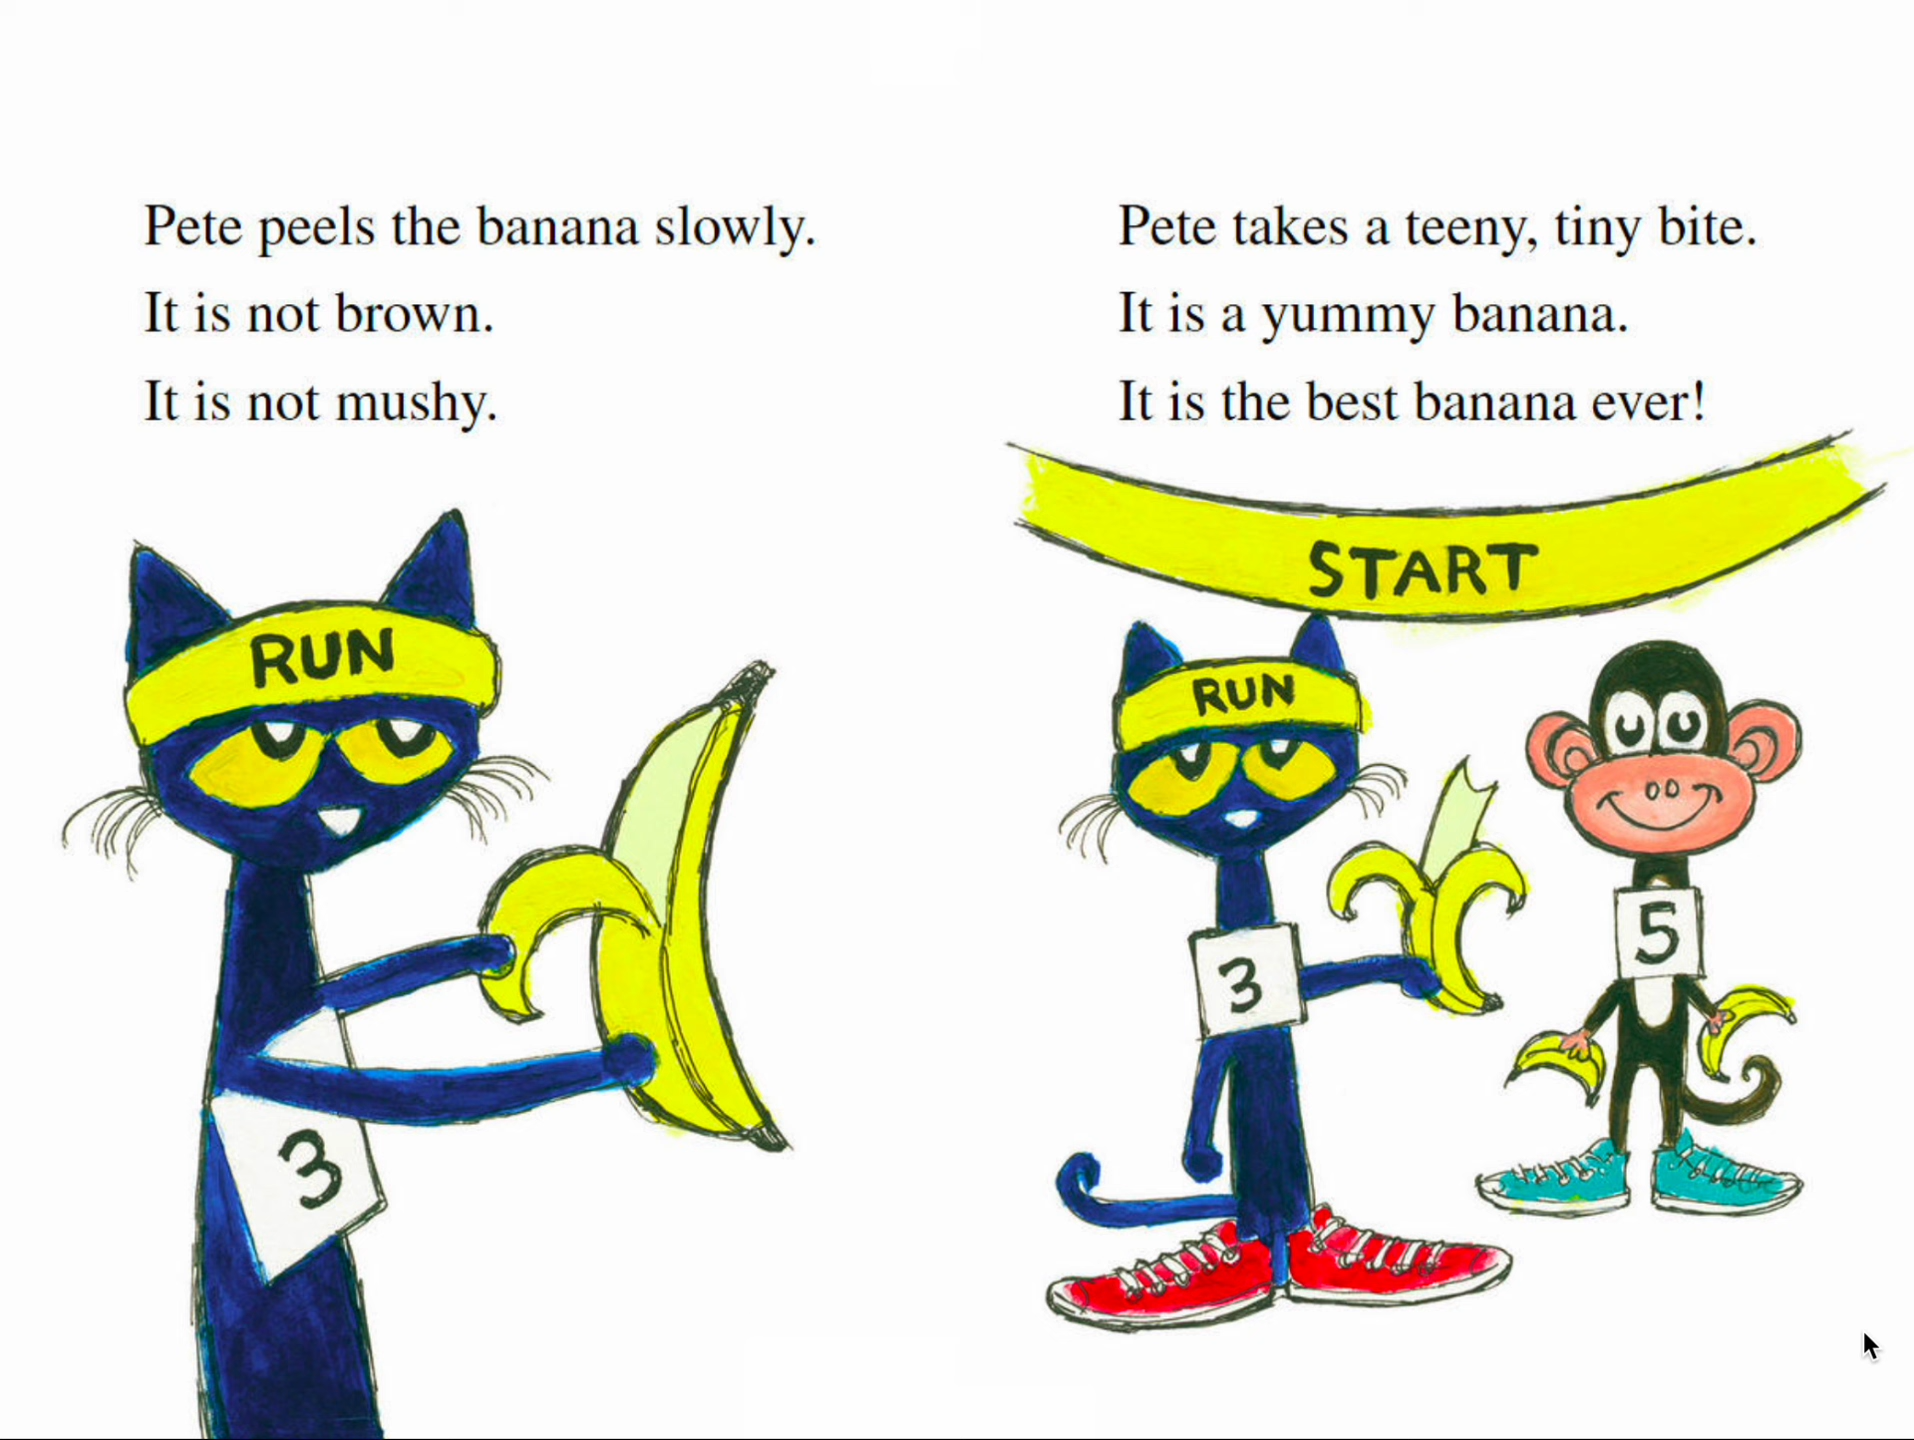 Pete peels the banana slowly.
It is not brown.
It is not mushy.
RUN
3
Pete takes a teeny, tiny bite.
It is a yummy banana.
It is the best banana ever!
START
RUN
3
5